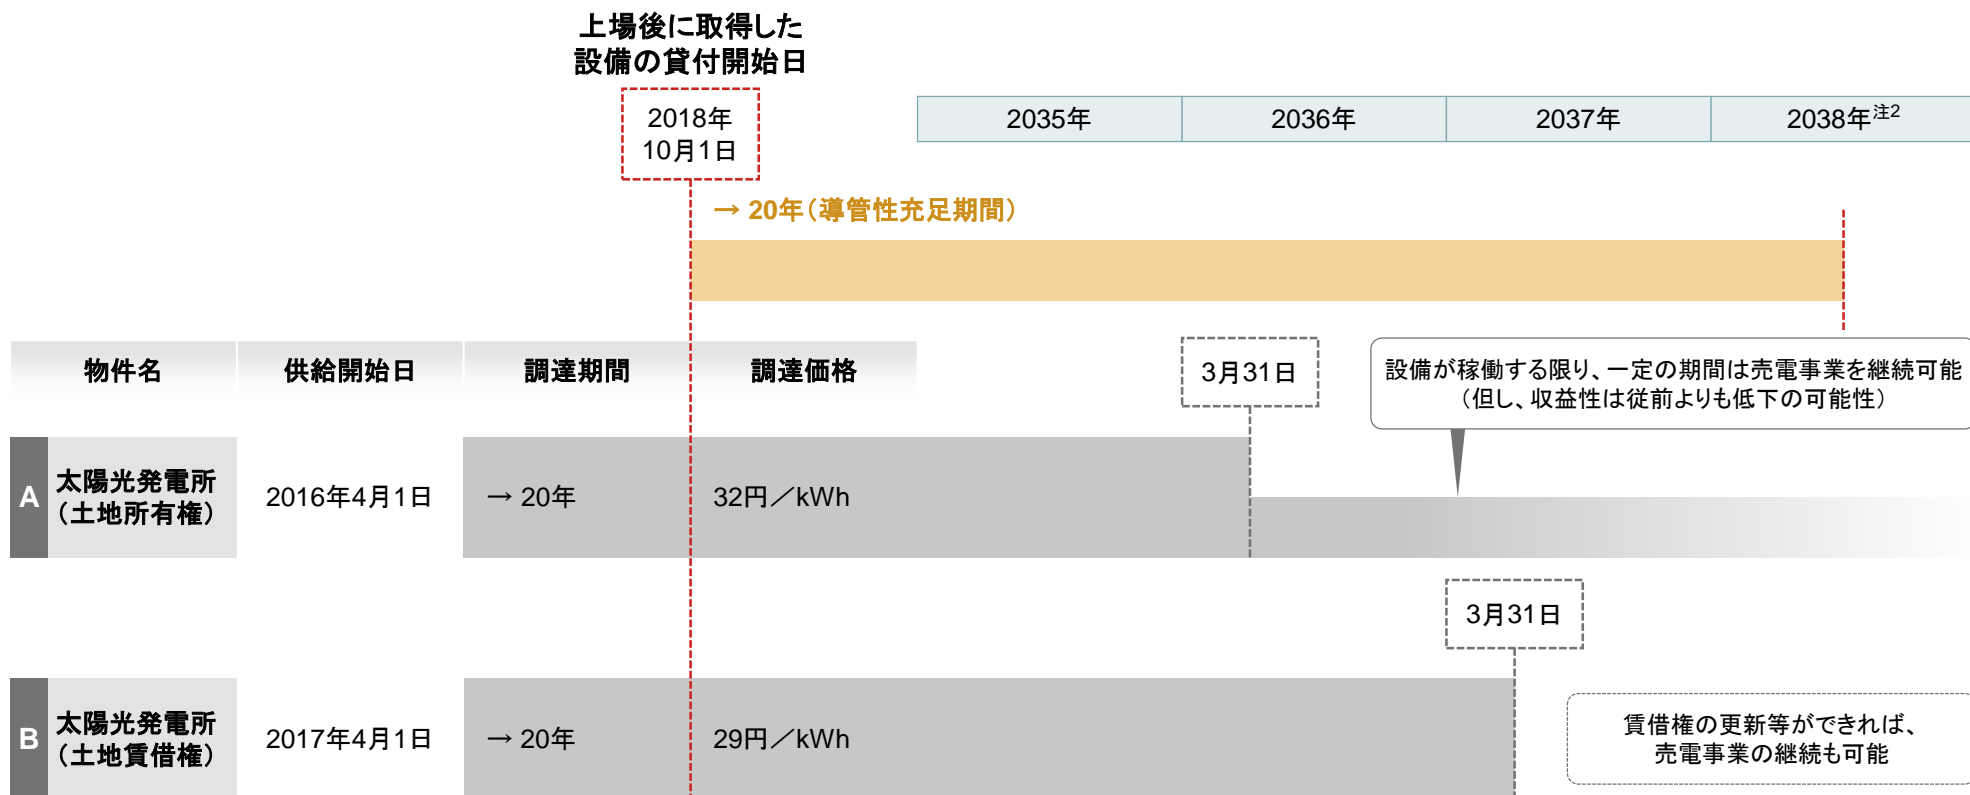 上場後に取得した
設備の貸付開始日
2018年
10月1日
2035年
2036年
2037年
2038年注2
→ 20年（導管性充足期間）
物件名
供給開始日
調達期間
調達価格
3月31日
設備が稼働する限り、一定の期間は売電事業を継続可能
（但し、収益性は従前よりも低下の可能性）
A
太陽光発電所
（土地所有権）
2016年4月1日
→ 20年
32円／kWh
3月31日
B
太陽光発電所
（土地賃借権）
2017年4月1日
→ 20年
29円／kWh
賃借権の更新等ができれば、
売電事業の継続も可能